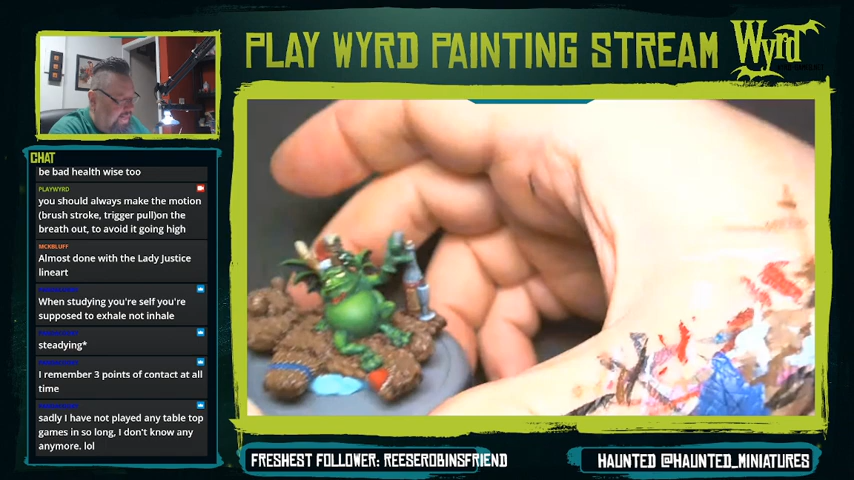 PLAY WYRD PAINTING STREAM
Wyrd
CHAT
be bad health wise too
PLAYWYRD
you should always make the motion
(brush stroke, trigger pull)on the
breath out, to avoid it going high
MCKBLUFF
Almost done with the Lady Justice
lineart
When studying you're self you're
supposed to exhale not inhale
steadying*
I remember 3 points of contact at all
time
sadly I have not played any table top
games in so long, I don't know any
anymore. lol
FRESHEST FOLLOWER: REESEROBINSFRIEND
HAUNTED @HAUNTED_MINIATURES